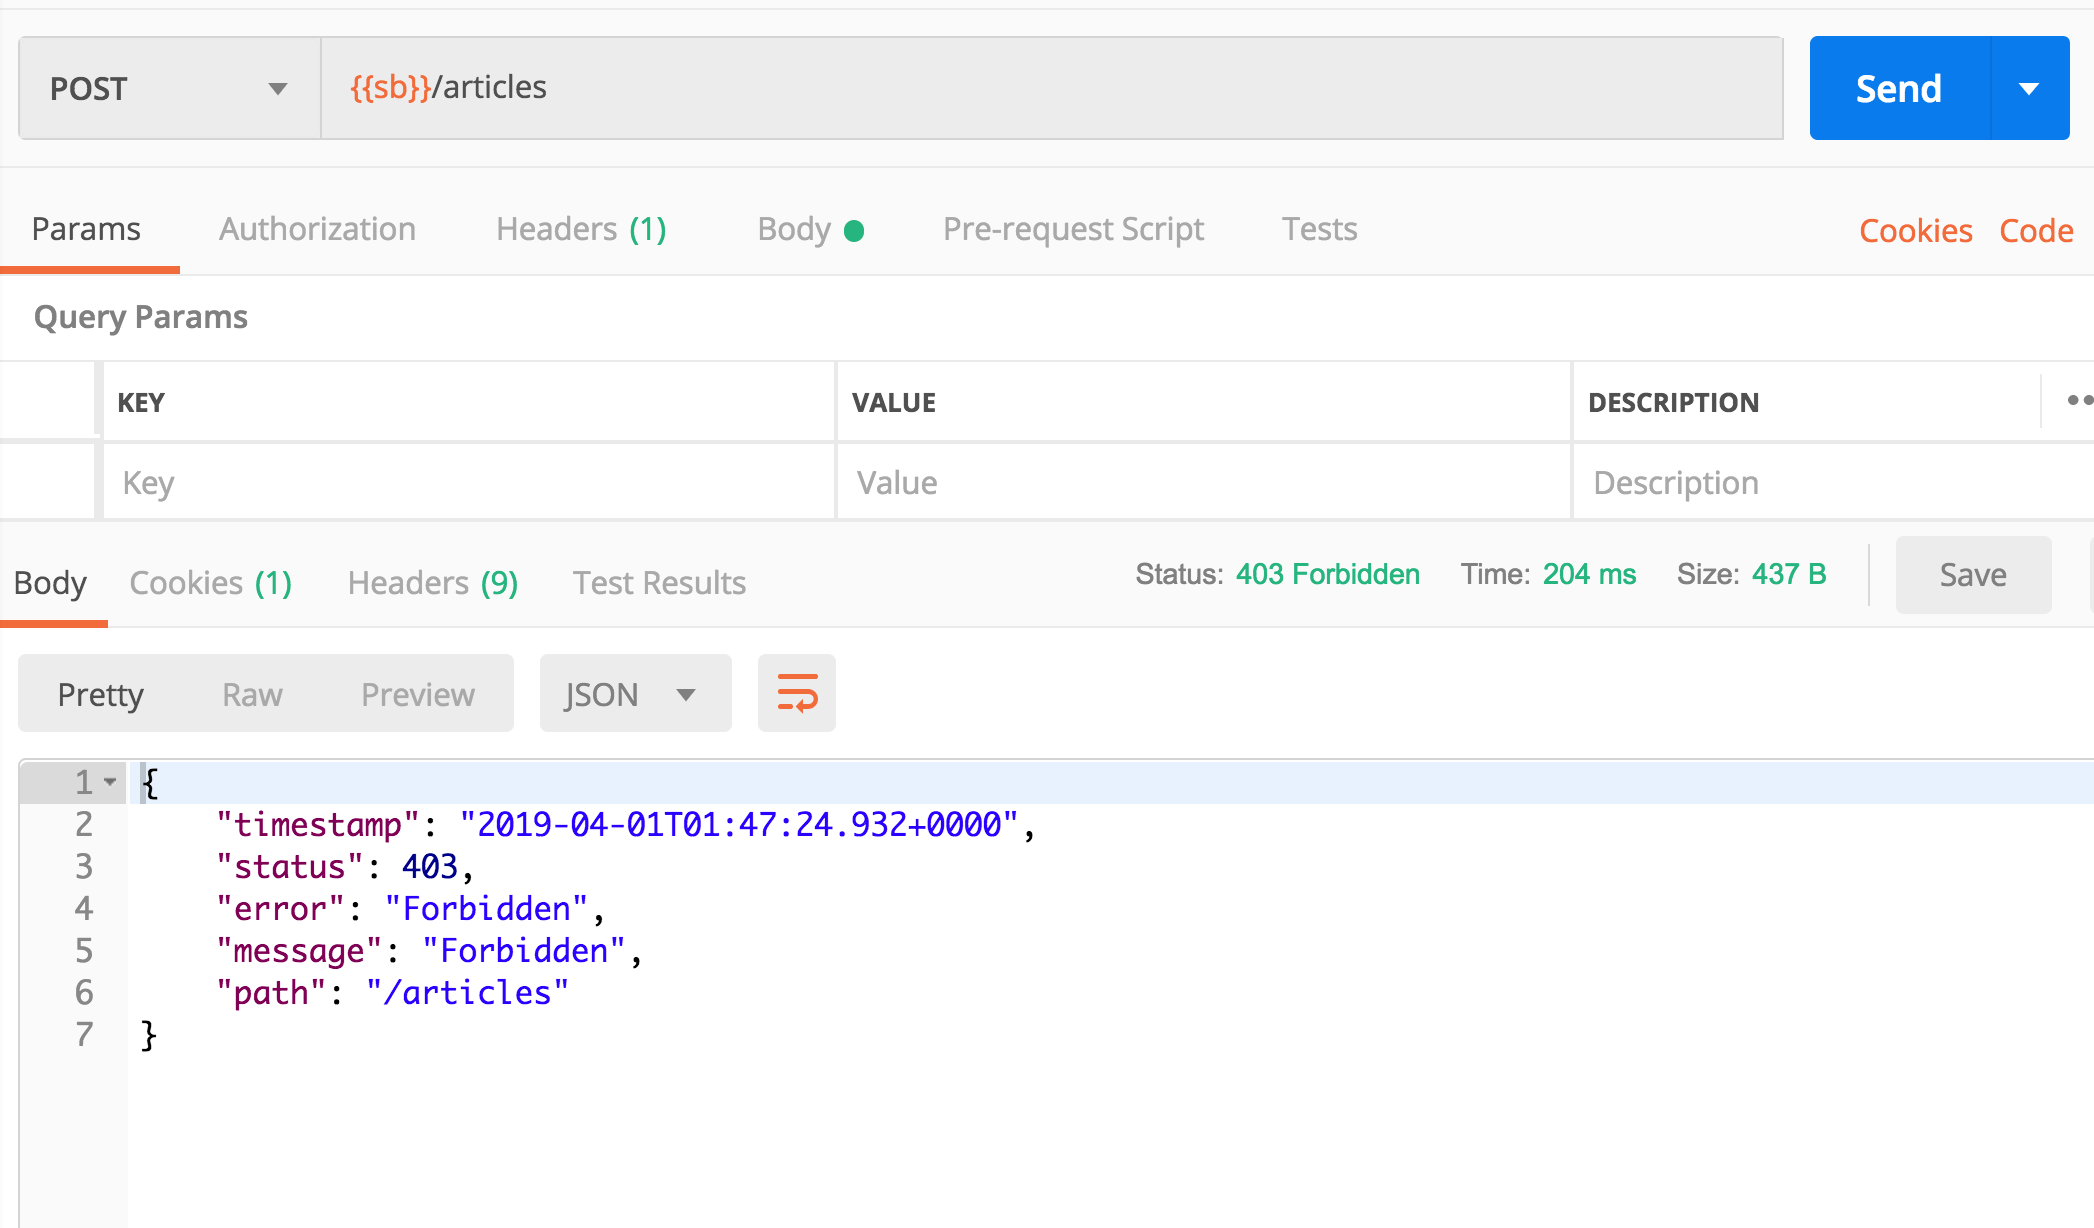 POST {{sb}}/articles Send
Params Authorization Headers (1) Body Pre-request Script Tests Cookies Code
Query Params
KEY VALUE DESCRIPTION
Key Value Description
Body Cookies (1) Headers (9) Test Results Status: 403 Forbidden Time: 204 ms Size: 437 B Save
Pretty Raw Preview JSON
1 {
2 "timestamp": "2019-04-01T01:47:24.932+0000",
3 "status": 403,
4 "error": "Forbidden",
5 "message": "Forbidden",
6 "path": "/articles"
7 }